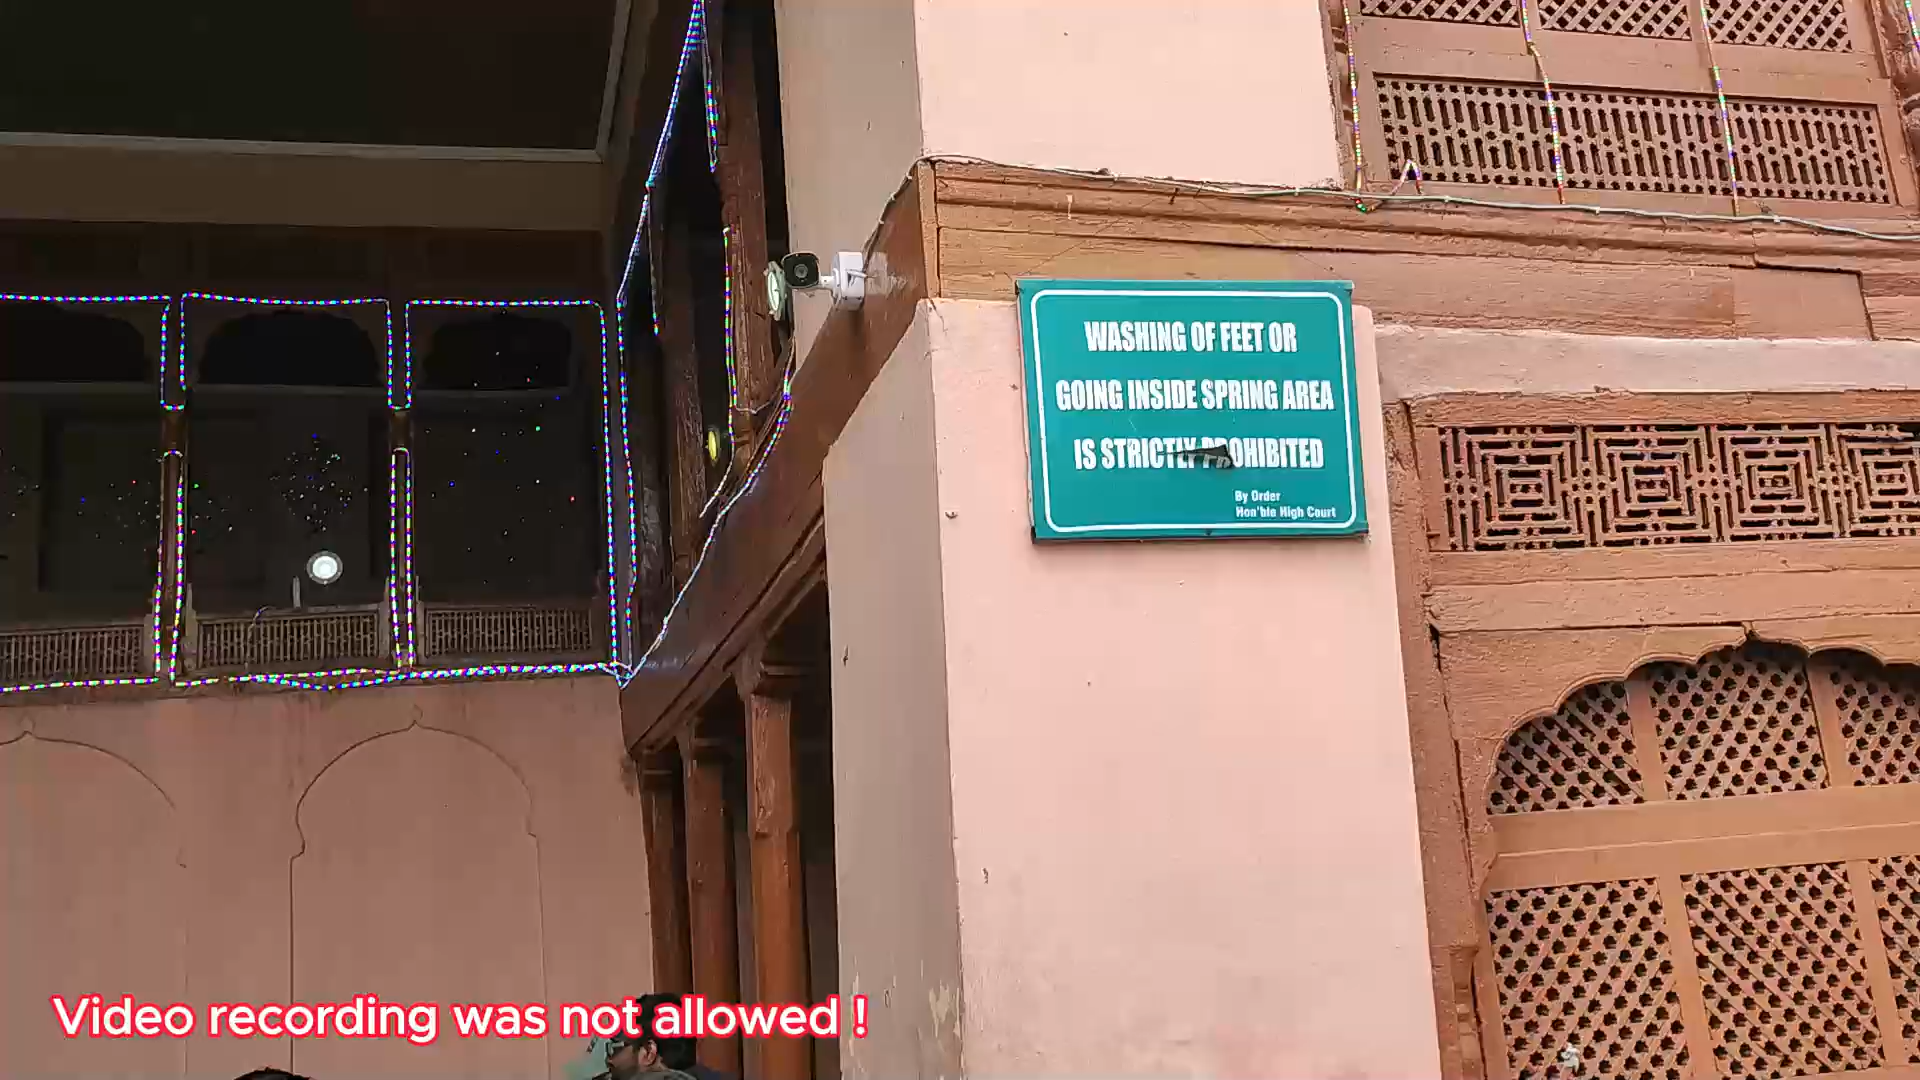 WASHING OF FEET OR
GOING INSIDE SPRING AREA
IS STRICTLY PROHIBITED
By Order
Hon'ble High Court
Video recording was not allowed !